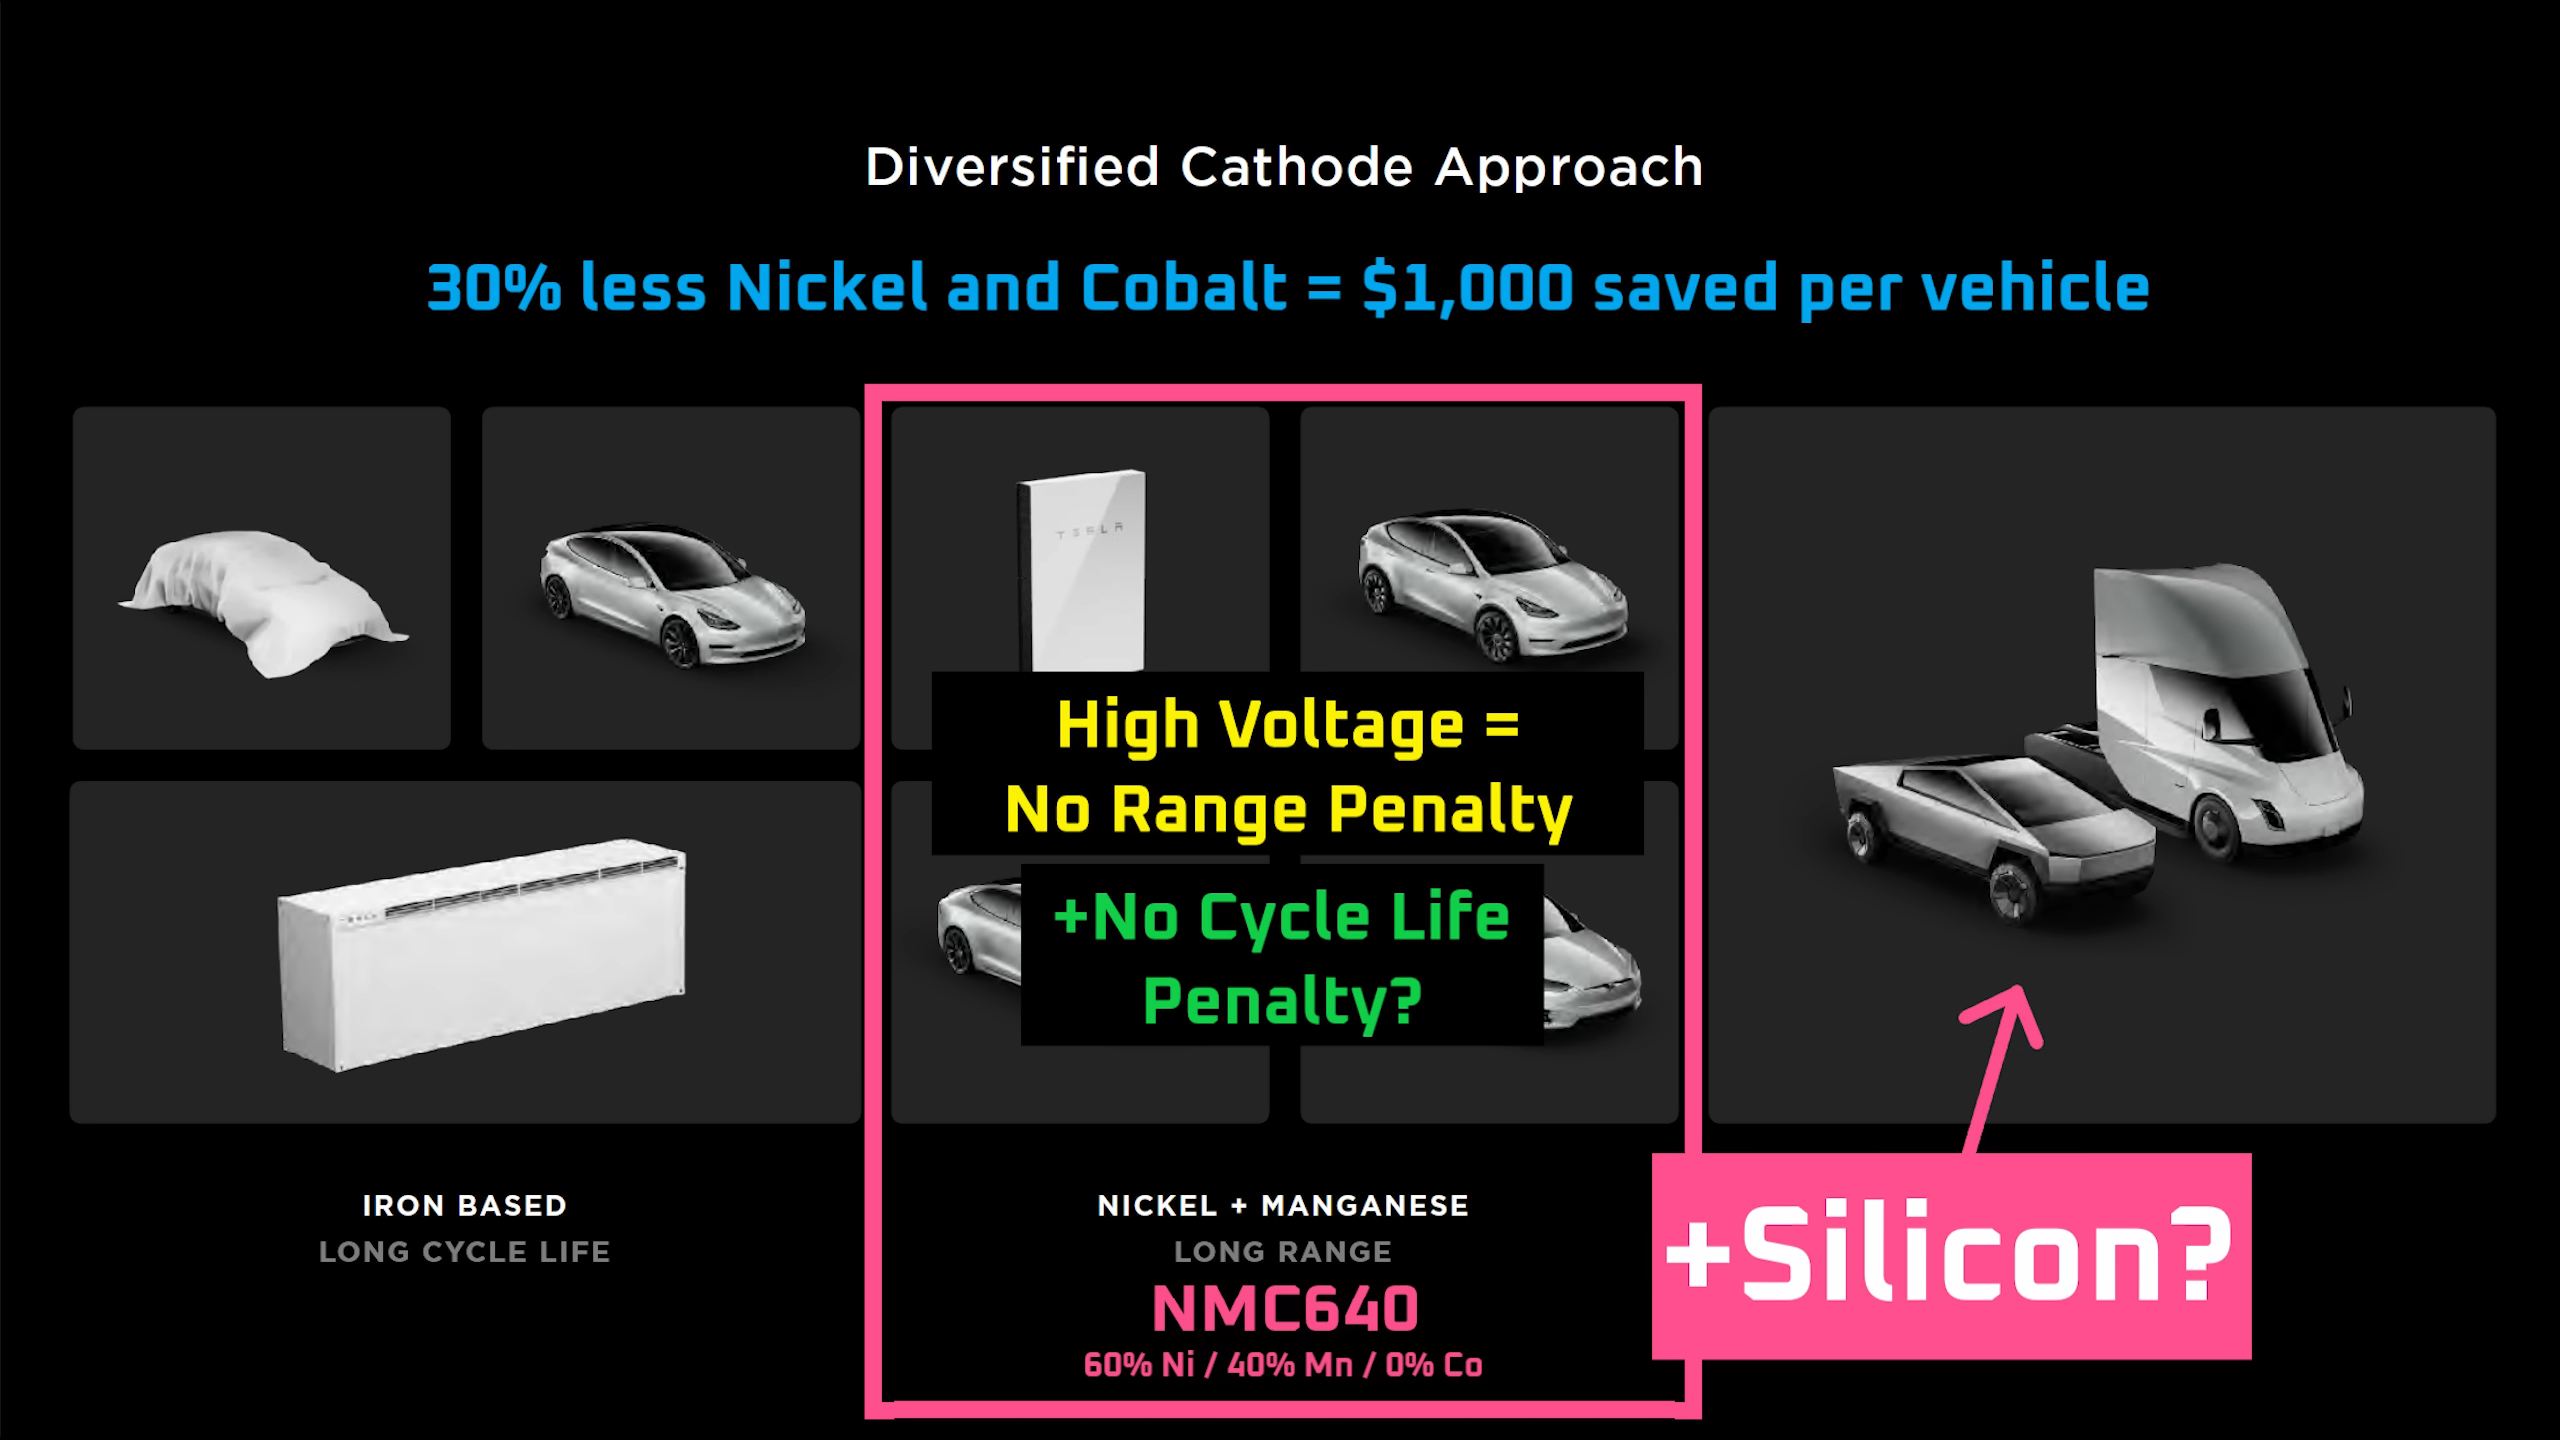 Diversified Cathode Approach
30% less Nickel and Cobalt = $1,000 saved per vehicle
TESLA
High Voltage =
No Range Penalty
+No Cycle Life
Penalty?
IRON BASED
LONG CYCLE LIFE
NICKEL + MANGANESE
LONG RANGE
NMC640
60% Ni / 40% Mn / 0% Co
+Silicon?